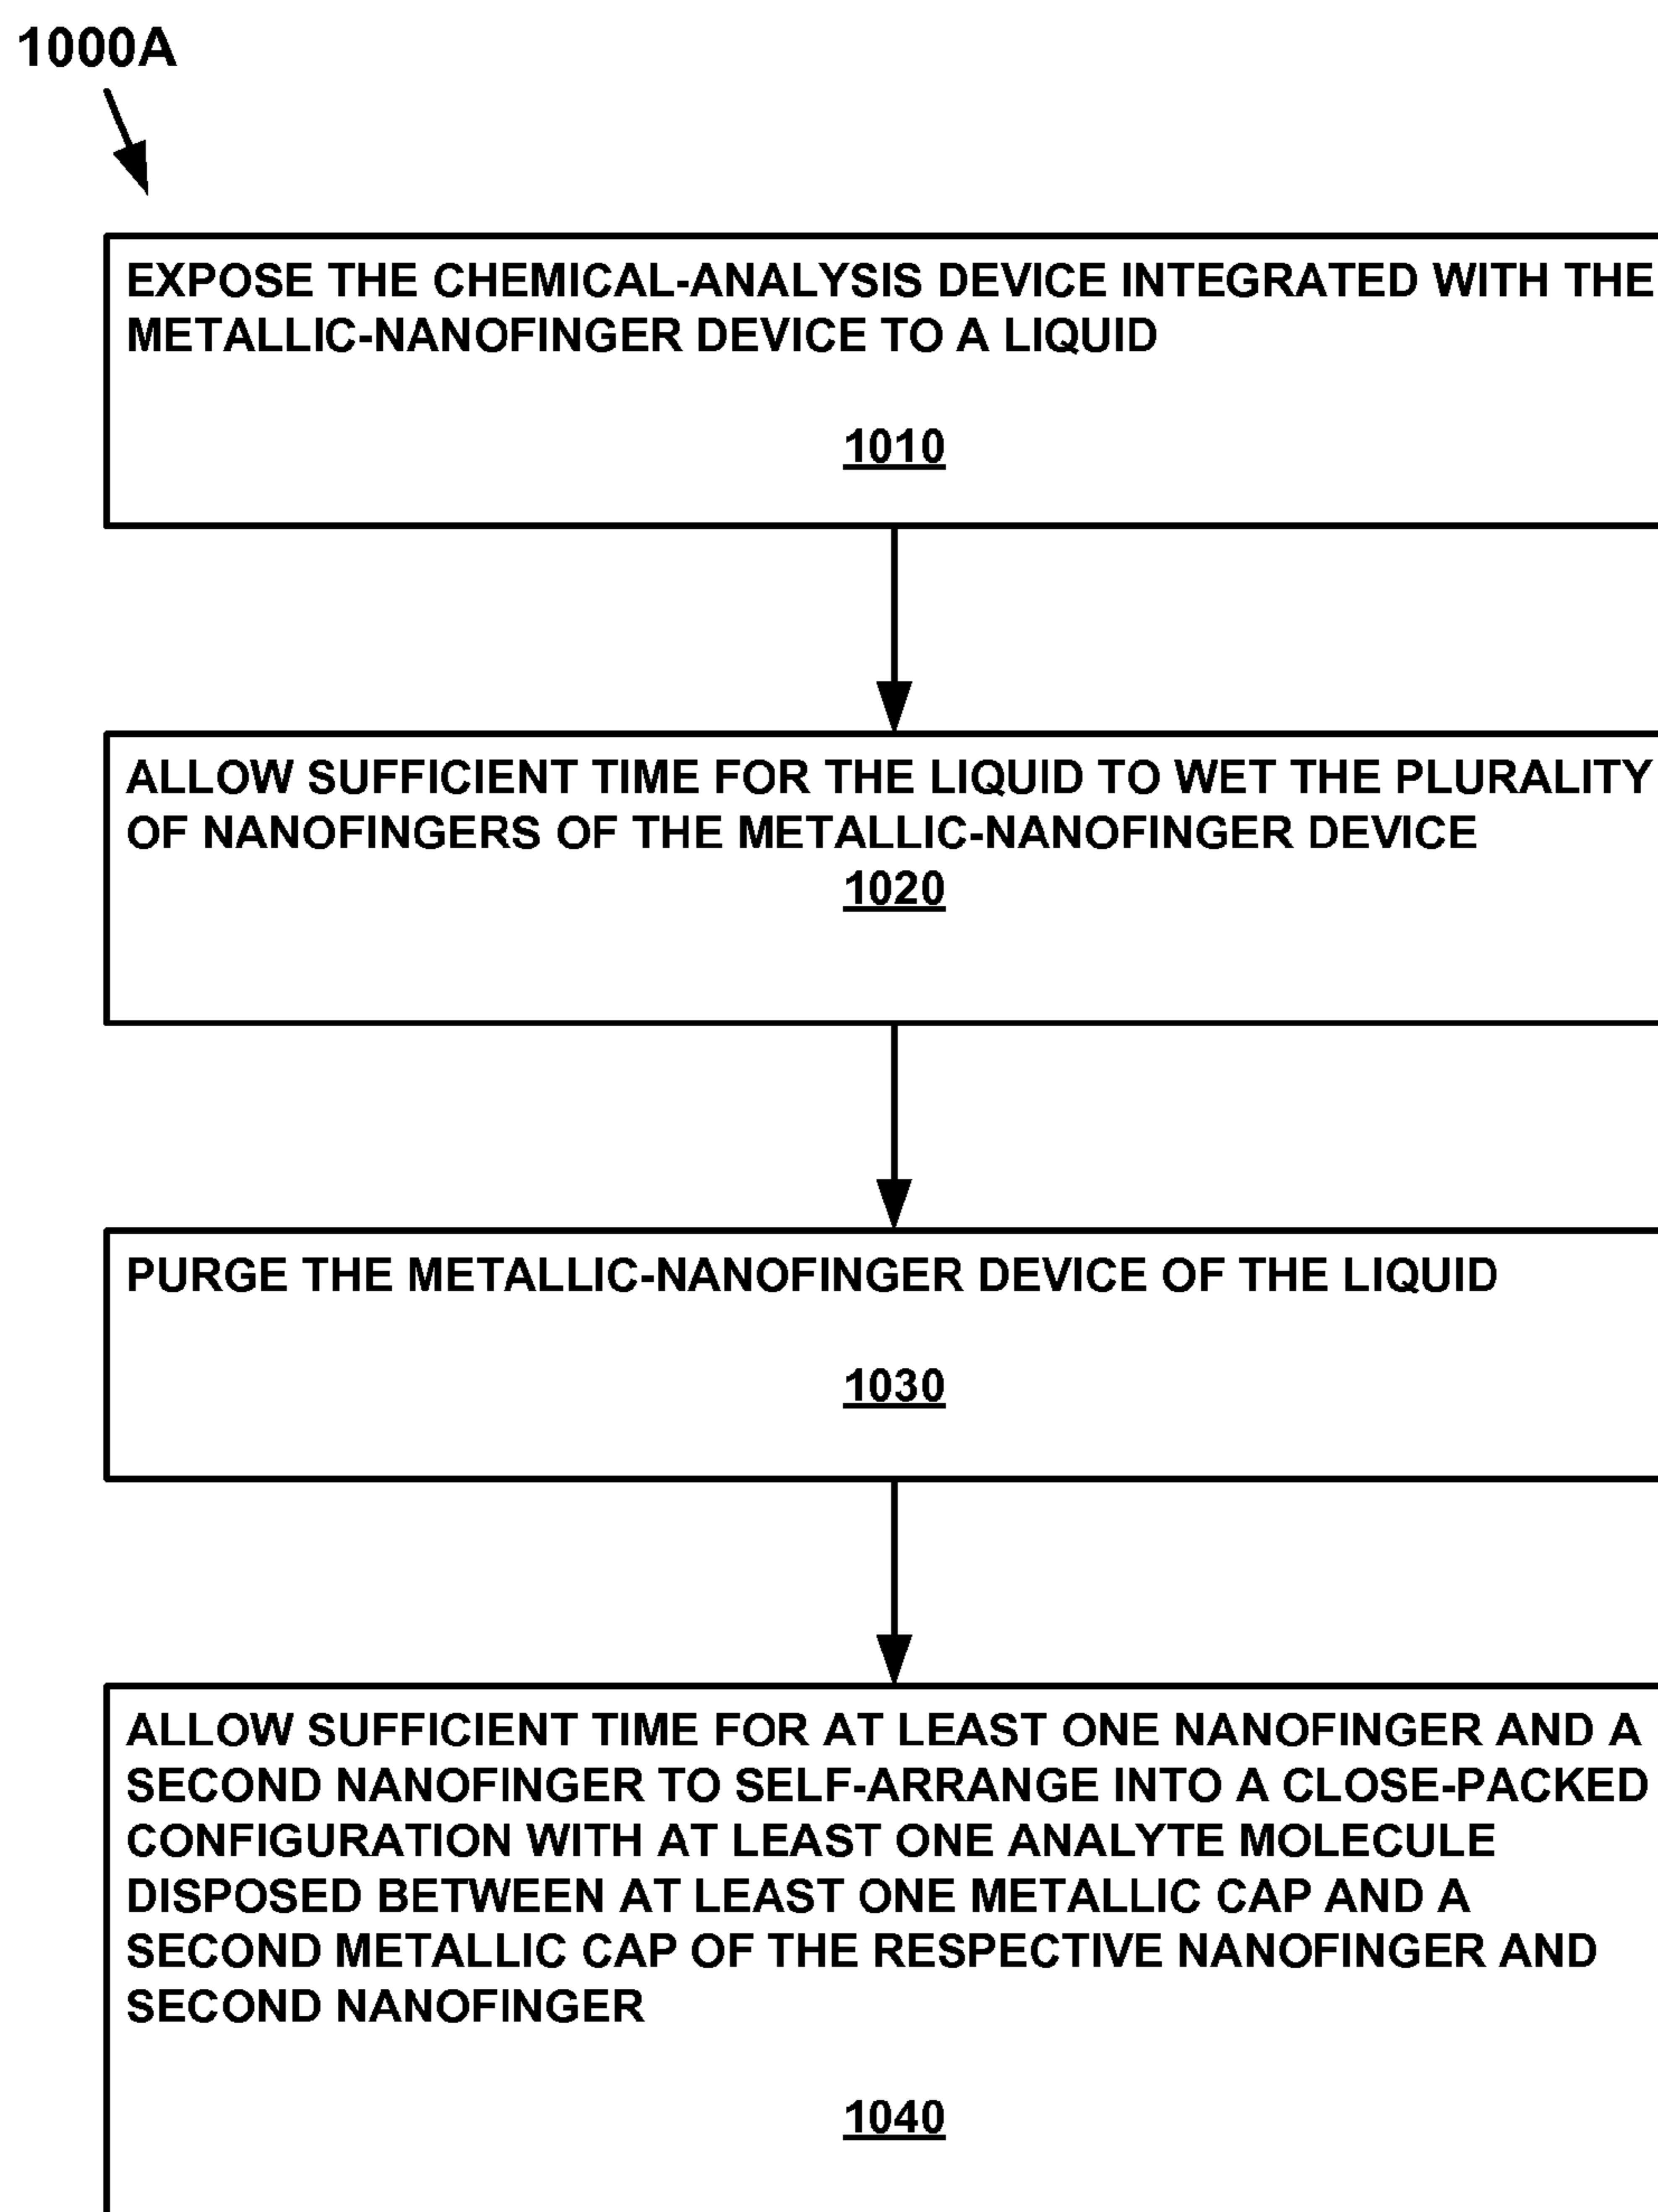 1000A
EXPOSE THE CHEMICAL-ANALYSIS DEVICE INTEGRATED WITH THE
METALLIC-NANOFINGER DEVICE TO A LIQUID
1010
ALLOW SUFFICIENT TIME FOR THE LIQUID TO WET THE PLURALITY
OF NANOFINGERS OF THE METALLIC-NANOFINGER DEVICE
1020
PURGE THE METALLIC-NANOFINGER DEVICE OF THE LIQUID
1030
ALLOW SUFFICIENT TIME FOR AT LEAST ONE NANOFINGER AND A
SECOND NANOFINGER TO SELF-ARRANGE INTO A CLOSE-PACKED
CONFIGURATION WITH AT LEAST ONE ANALYTE MOLECULE
DISPOSED BETWEEN AT LEAST ONE METALLIC CAP AND A
SECOND METALLIC CAP OF THE RESPECTIVE NANOFINGER AND
SECOND NANOFINGER
1040